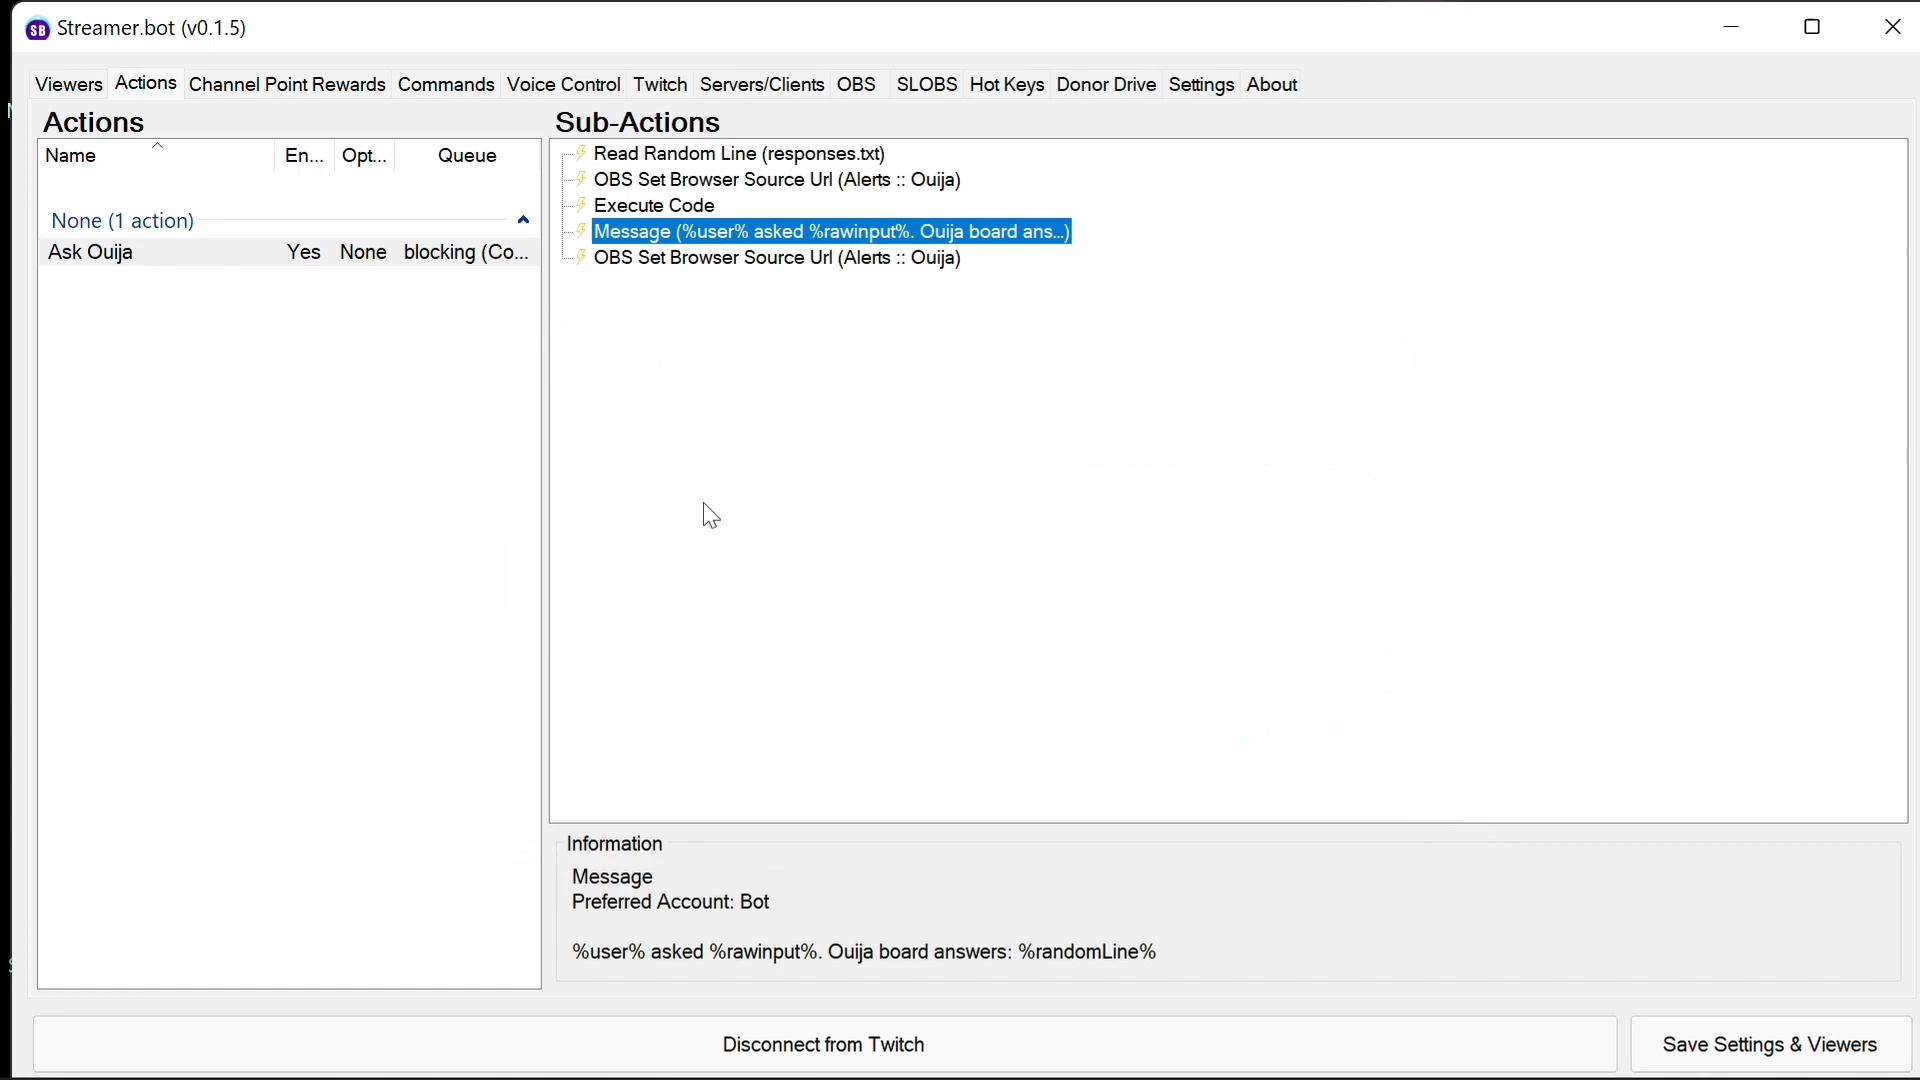 SB Streamer.bot (v0.1.5)
Viewers Actions Channel Point Rewards Commands Voice Control Twitch Servers/Clients OBS SLOBS Hot Keys Donor Drive Settings About
Actions
Name En... Opt... Queue
None (1 action)
Ask Ouija Yes None blocking (Co...
Sub-Actions
Read Random Line (responses.txt)
OBS Set Browser Source Url (Alerts :: Ouija)
Execute Code
Message (%user% asked %rawinput%. Ouija board ans...)
OBS Set Browser Source Url (Alerts :: Ouija)
Information
Message
Preferred Account: Bot
%user% asked %rawinput%. Ouija board answers: %randomLine%
Disconnect from Twitch
Save Settings & Viewers